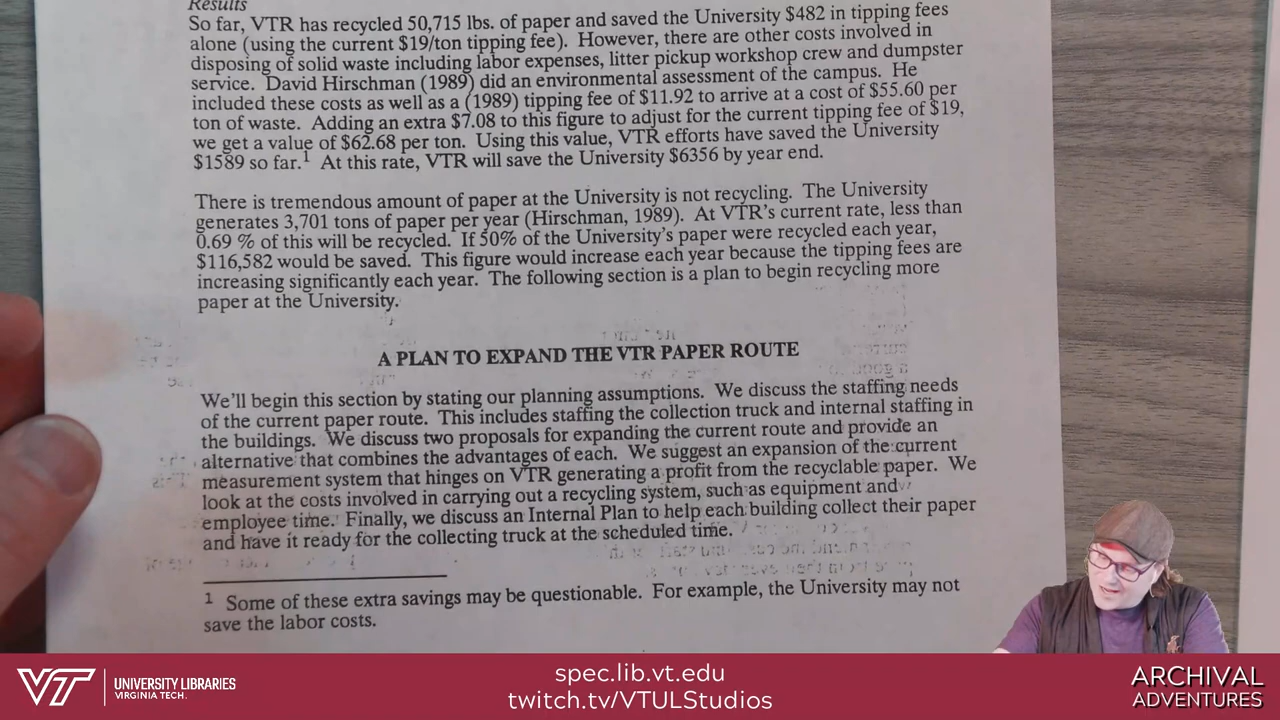 Results
So far, VTR has recycled 50,715 lbs. of paper and saved the University $482 in tipping fees
alone (using the current $19/ton tipping fee). However, there are other costs involved in
disposing of solid waste including labor expenses, litter pickup workshop crew and dumpster
service. David Hirschman (1989) did an environmental assessment of the campus. He
included these costs as well as a (1989) tipping fee of $11.92 to arrive at a cost of $55.60 per
ton of waste. Adding an extra $7.08 to this figure to adjust for the current tipping fee of $19,
we get a value of $62.68 per ton. Using this value, VTR efforts have saved the University
$1589 so far.1 At this rate, VTR will save the University $6356 by year end.
There is tremendous amount of paper at the University is not recycling. The University
generates 3,701 tons of paper per year (Hirschman, 1989). At VTR's current rate, less than
0.69 % of this will be recycled. If 50% of the University's paper were recycled each year,
$116,582 would be saved. This figure would increase each year because the tipping fees are
increasing significantly each year. The following section is a plan to begin recycling more
paper at the University.
A PLAN TO EXPAND THE VTR PAPER ROUTE
We'll begin this section by stating our planning assumptions. We discuss the staffing needs
of the current paper route. This includes staffing the collection truck and internal staffing in
the buildings. We discuss two proposals for expanding the current route and provide an
alternative that combines the advantages of each. We suggest an expansion of the current
measurement system that hinges on VTR generating a profit from the recyclable paper. We
look at the costs involved in carrying out a recycling system, such as equipment and
employee time. Finally, we discuss an Internal Plan to help each building collect their paper
and have it ready for the collecting truck at the scheduled time.
1 Some of these extra savings may be questionable. For example, the University may not
save the labor costs.
VT
UNIVERSITY LIBRARIES
VIRGINIA TECH.
spec.lib.vt.edu
twitch.tv/VTULStudios
ARCHIVAL
ADVENTURES